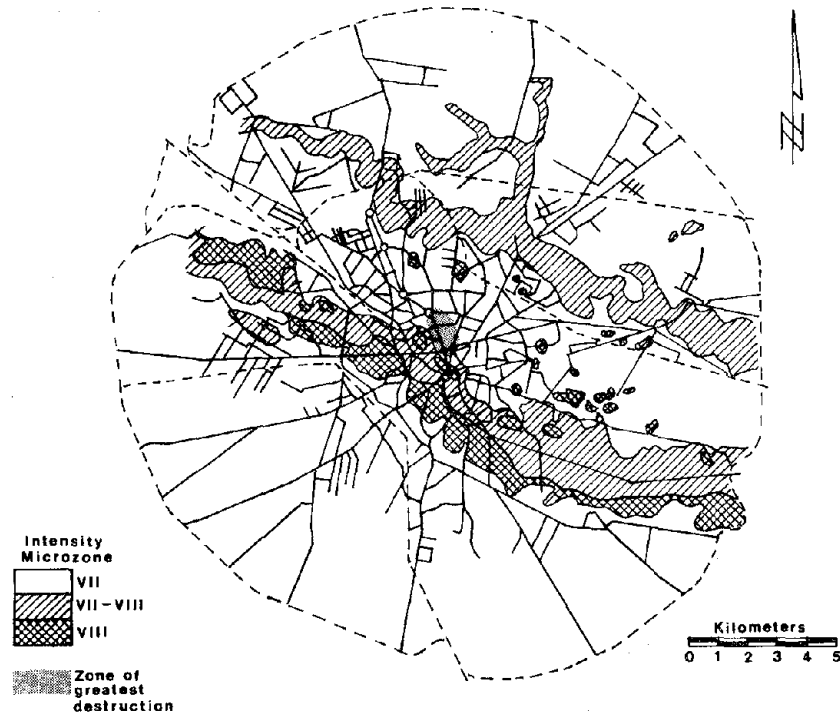 N
Intensity
Microzone
VII
VII-VIII
VIII
Zone of
greatest
destruction
Kilometers
0 1 2 3 4 5